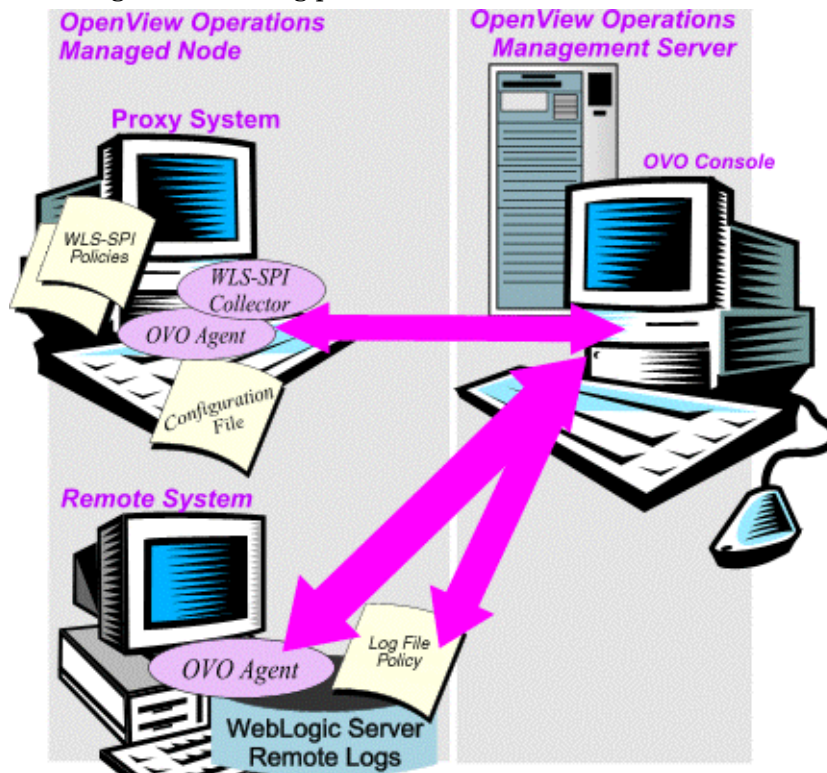 OpenView Operations
Managed Node
OpenView Operations
Management Server
Proxy System
OVO Console
WLS-SPI
Policies
WLS-SPI
Collector
OVO Agent
Configuration
File
Remote System
Log File
Policy
OVO Agent
WebLogic Server
Remote Logs